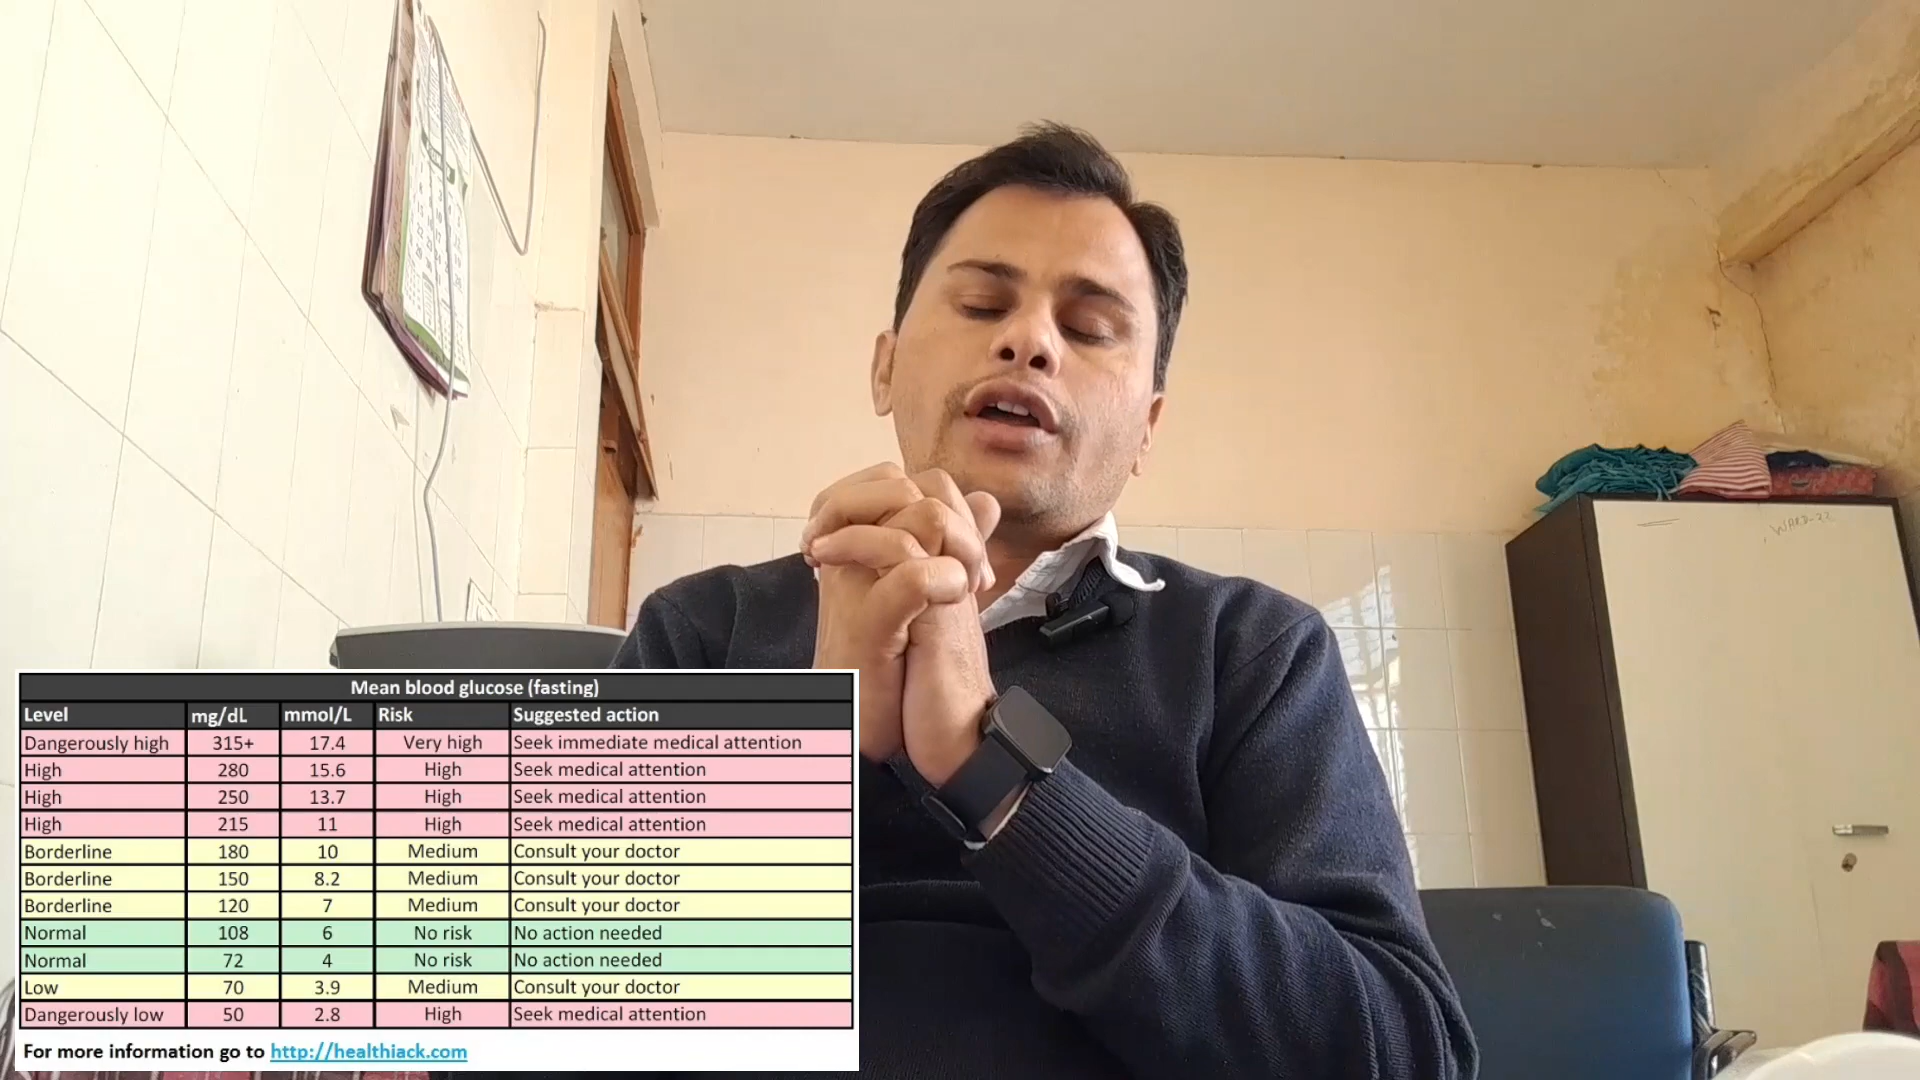 WARD-22
Mean blood glucose (fasting)
Level mg/dL mmol/L Risk Suggested action
Dangerously high 315+ 17.4 Very high Seek immediate medical attention
High 280 15.6 High Seek medical attention
High 250 13.7 High Seek medical attention
High 215 11 High Seek medical attention
Borderline 180 10 Medium Consult your doctor
Borderline 150 8.2 Medium Consult your doctor
Borderline 120 7 Medium Consult your doctor
Normal 108 6 No risk No action needed
Normal 72 4 No risk No action needed
Low 70 3.9 Medium Consult your doctor
Dangerously low 50 2.8 High Seek medical attention
For more information go to http://healthiack.com